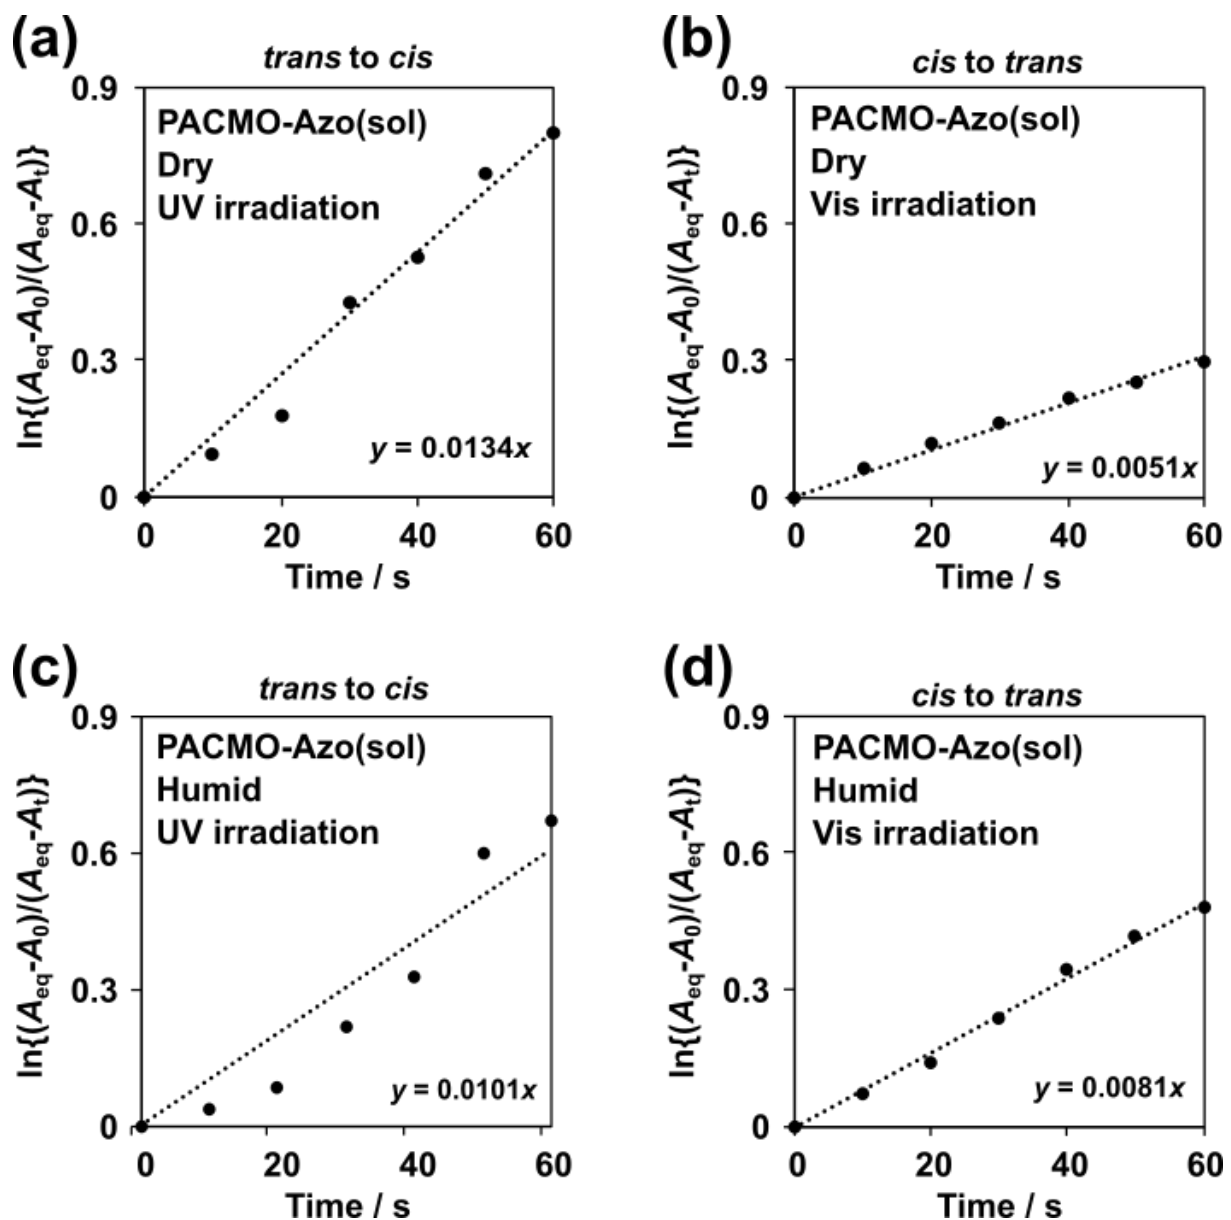 (a)
trans to cis
0.9
0.6
0.3
0
ln{(Aeq-A0)/(Aeq-At)}
PACMO-Azo(sol)
Dry
UV irradiation
y = 0.0134x
0 20 40 60
Time / s
(b)
cis to trans
0.9
0.6
0.3
0
ln{(Aeq-A0)/(Aeq-At)}
PACMO-Azo(sol)
Dry
Vis irradiation
y = 0.0051x
0 20 40 60
Time / s
(c)
trans to cis
0.9
0.6
0.3
0
ln{(Aeq-A0)/(Aeq-At)}
PACMO-Azo(sol)
Humid
UV irradiation
y = 0.0101x
0 20 40 60
Time / s
(d)
cis to trans
0.9
0.6
0.3
0
ln{(Aeq-A0)/(Aeq-At)}
PACMO-Azo(sol)
Humid
Vis irradiation
y = 0.0081x
0 20 40 60
Time / s